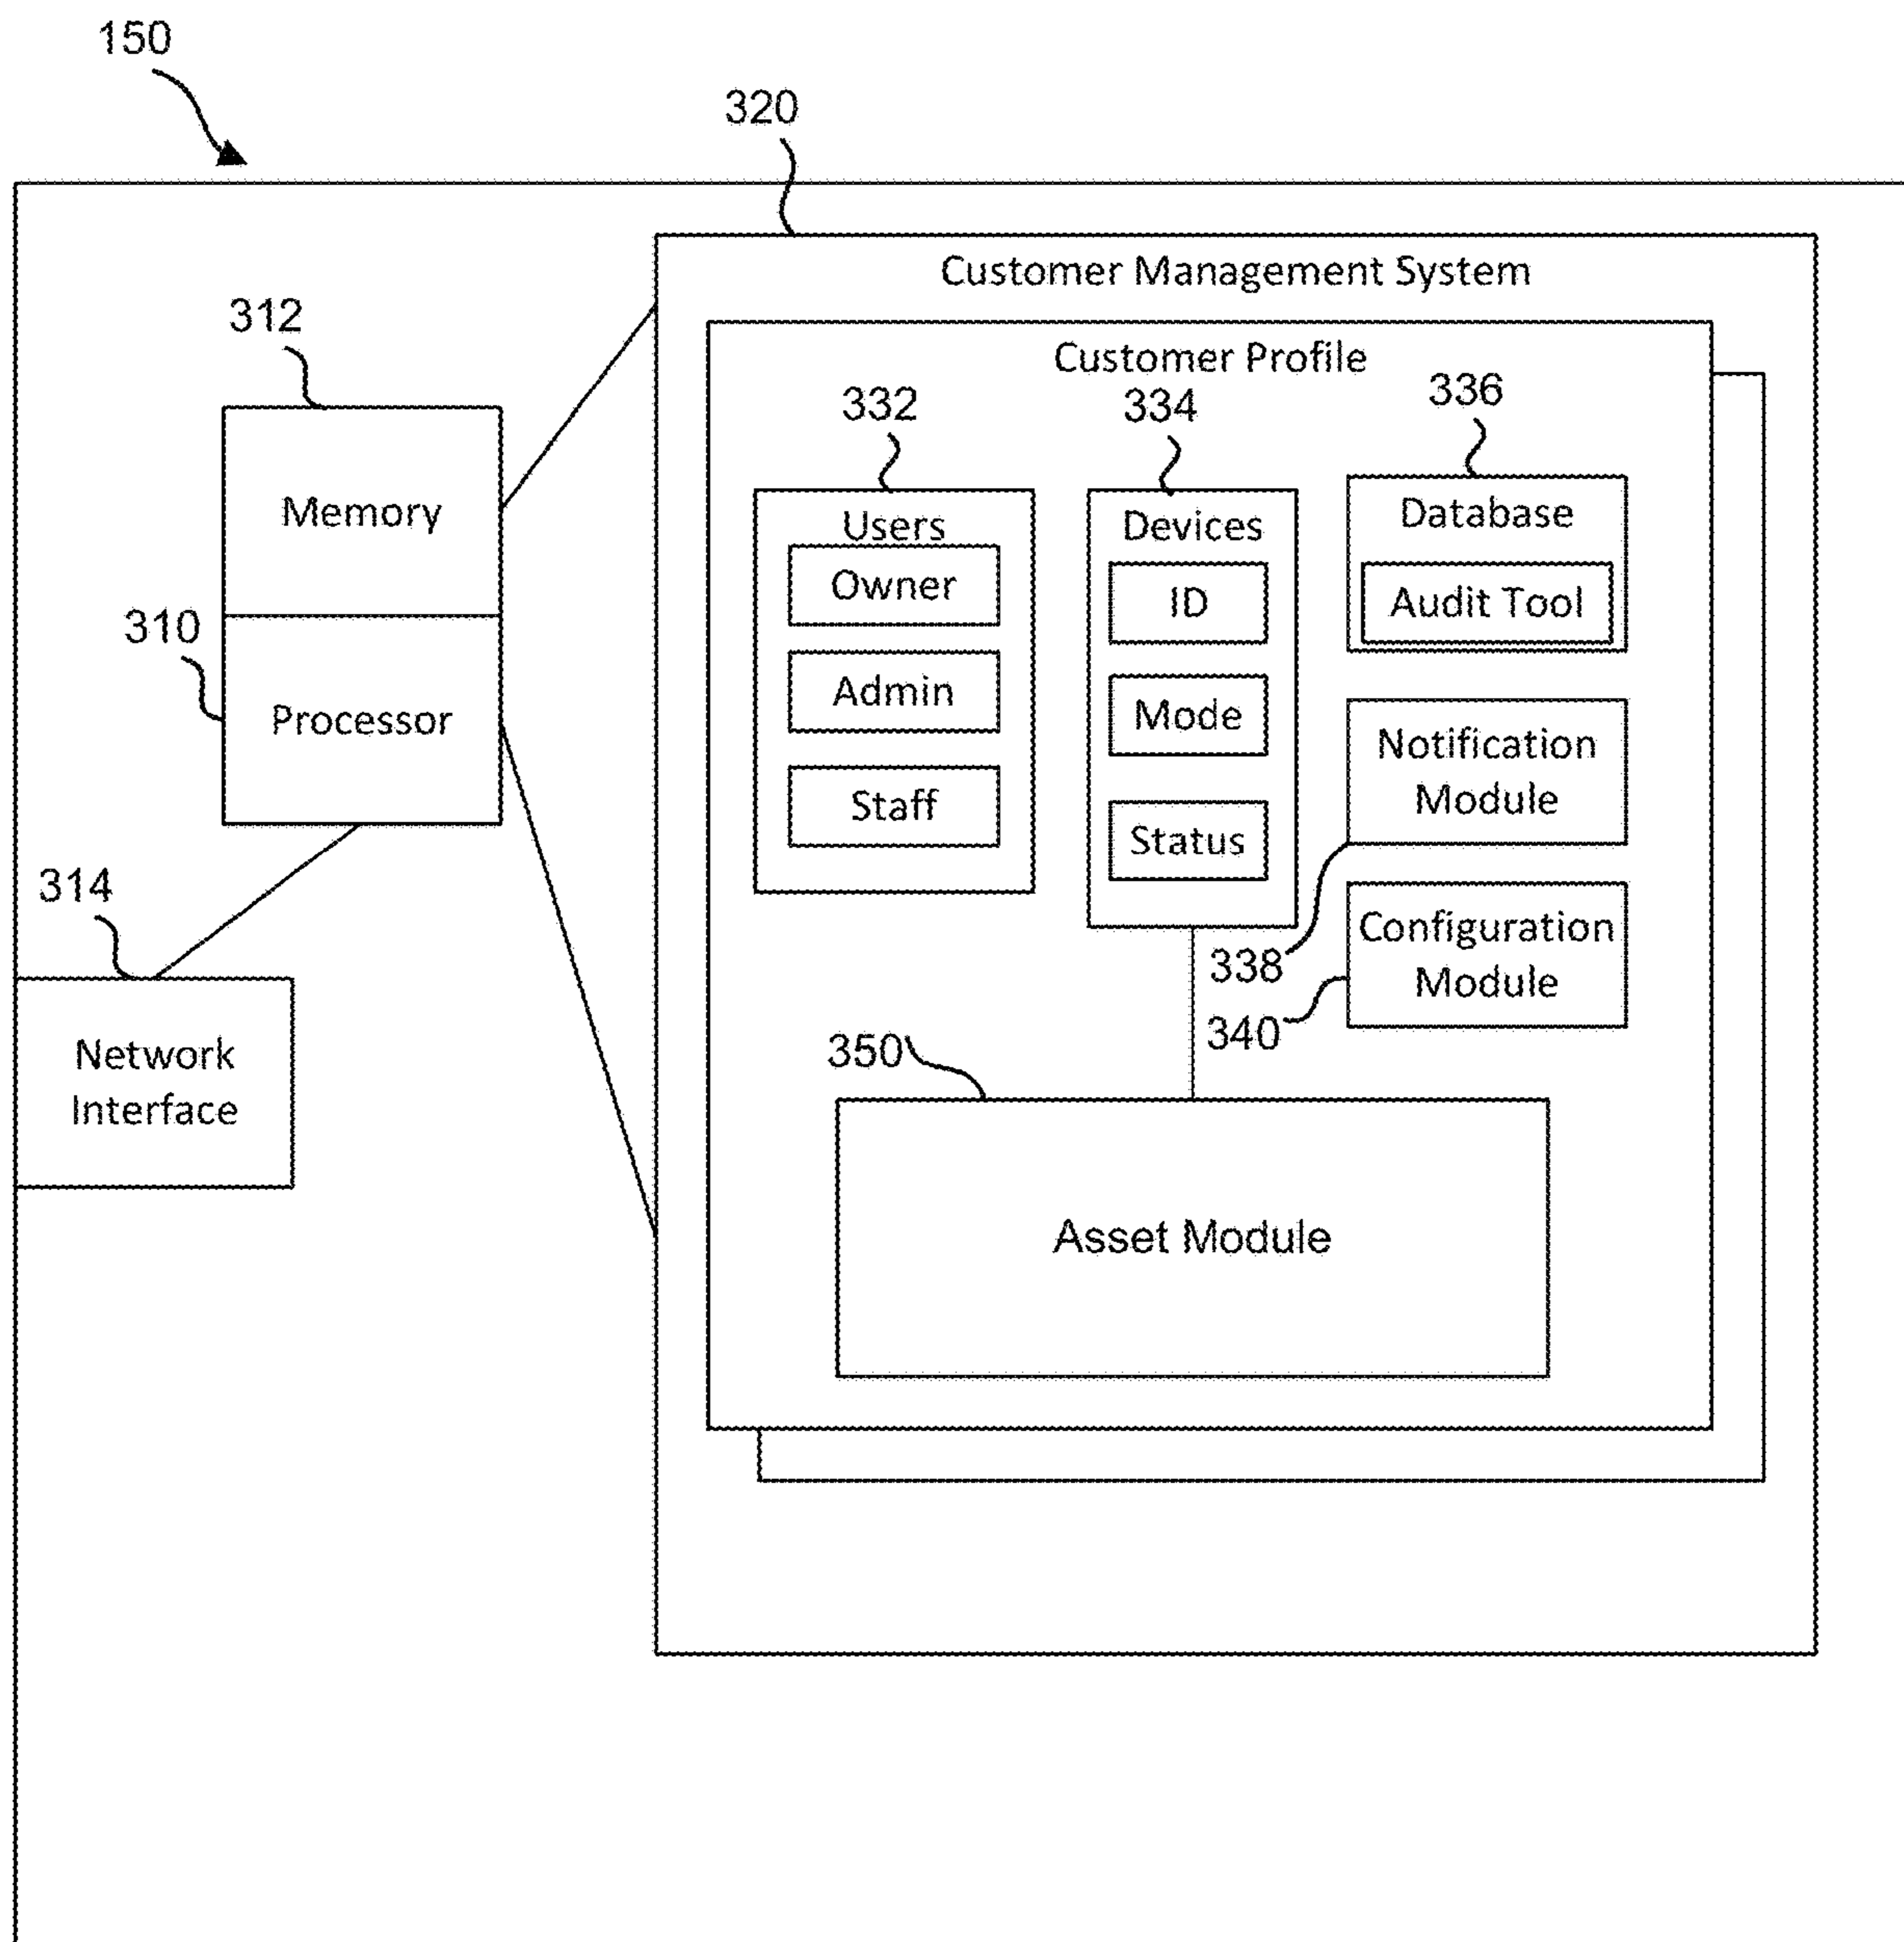 150
320
Customer Management System
312
Customer Profile
332
334
336
Memory
Users
Devices
Database
Owner
ID
Audit Tool
310
Processor
Admin
Mode
Notification
Module
Staff
Status
314
338
Configuration
Module
340
350
Network
Interface
Asset Module